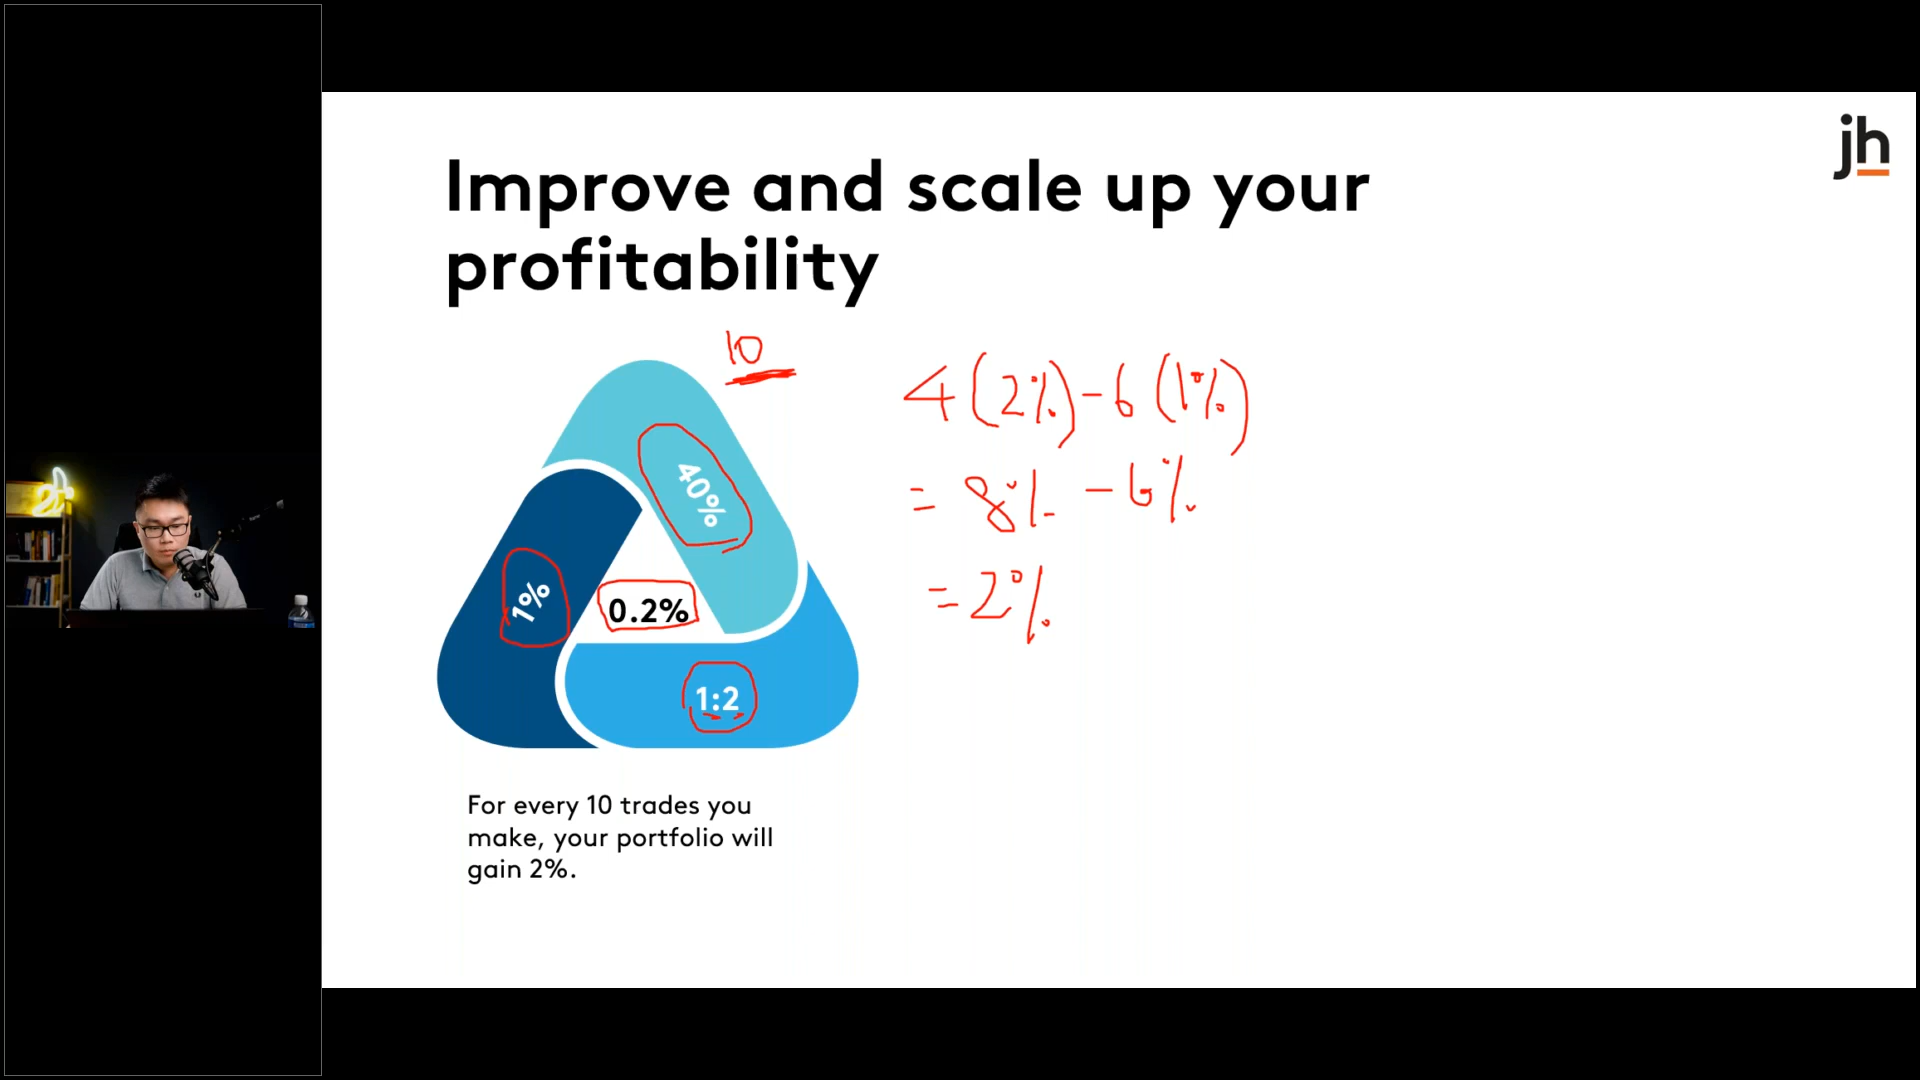 jh
Improve and scale up your
profitability
10
40%
1%
0.2%
1:2
4(2%)-6(1%)
= 8% - 6%
= 2%
For every 10 trades you
make, your portfolio will
gain 2%.